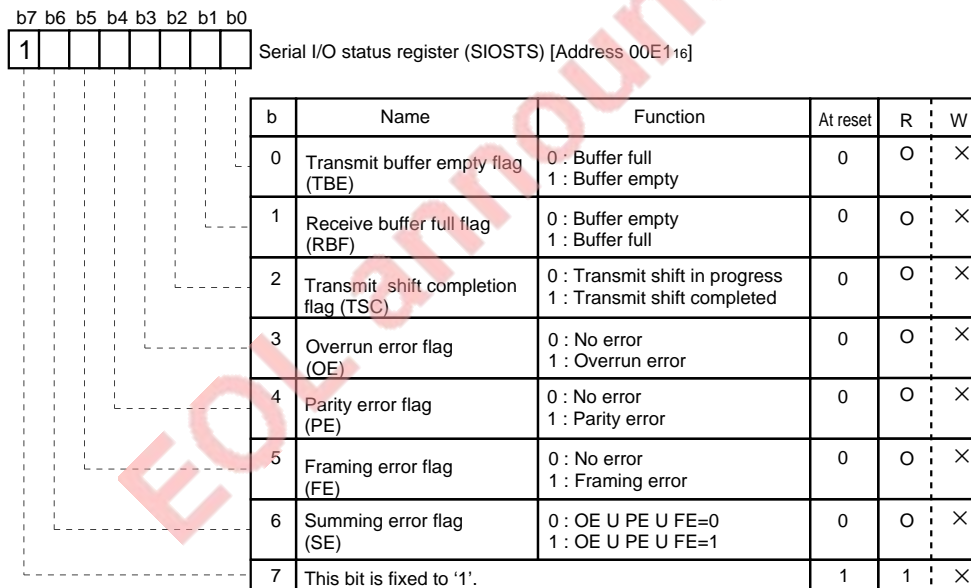 b7 b6 b5 b4 b3 b2 b1 b0
1
Serial I/O status register (SIOSTS) [Address 00E116]
b Name Function At reset R W
0 Transmit buffer empty flag (TBE) 0 : Buffer full 0 O ×
1 : Buffer empty
1 Receive buffer full flag (RBF) 0 : Buffer empty 0 O ×
1 : Buffer full
2 Transmit shift completion flag (TSC) 0 : Transmit shift in progress 0 O ×
1 : Transmit shift completed
3 Overrun error flag (OE) 0 : No error 0 O ×
1 : Overrun error
4 Parity error flag (PE) 0 : No error 0 O ×
1 : Parity error
5 Framing error flag (FE) 0 : No error 0 O ×
1 : Framing error
6 Summing error flag (SE) 0 : OE U PE U FE=0 0 O ×
1 : OE U PE U FE=1
7 This bit is fixed to ‘1’. 1 1 ×
EOL announ